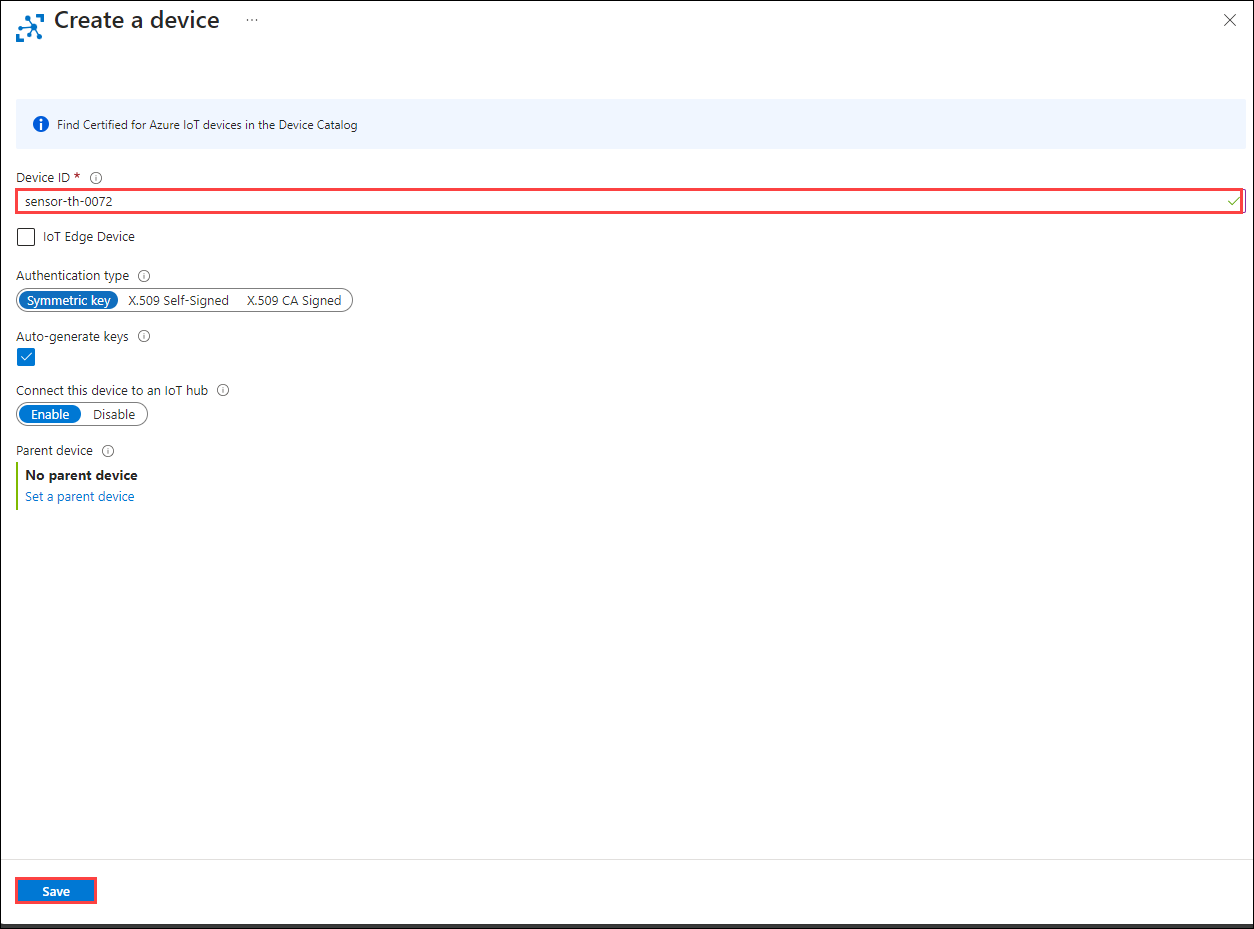 Create a device ...
Find Certified for Azure IoT devices in the Device Catalog
Device ID *
sensor-th-0072
IoT Edge Device
Authentication type
Symmetric key X.509 Self-Signed X.509 CA Signed
Auto-generate keys
Connect this device to an IoT hub
Enable Disable
Parent device
No parent device
Set a parent device
Save